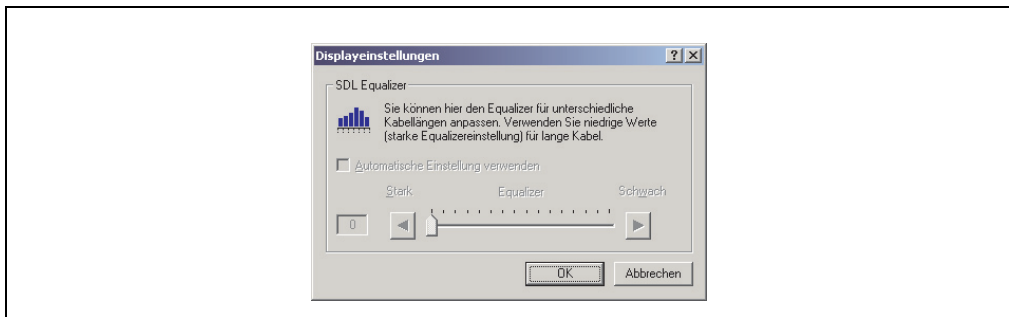 Displayeinstellungen
SDL Equalizer
Sie können hier den Equalizer für unterschiedliche
Kabellängen anpassen. Verwenden Sie niedrige Werte
(starke Equalizereinstellung) für lange Kabel.
Automatische Einstellung verwenden
Stark Equalizer Schwach
0
OK Abbrechen